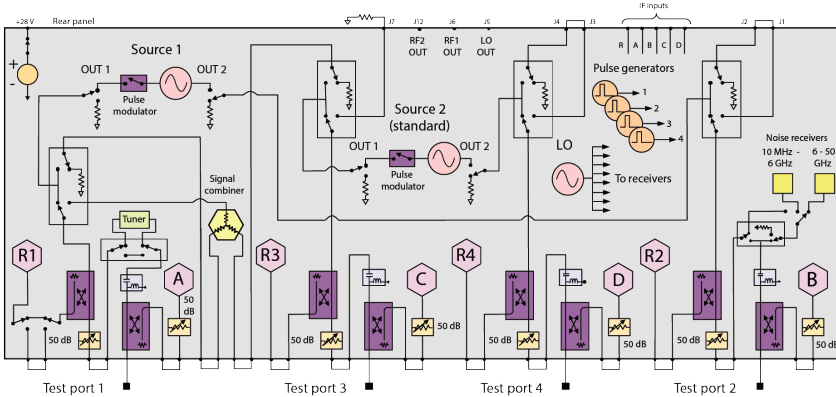 IF inputs
+28 V
Rear panel
J7
J12
J6
J5
J4
J3
J2
J1
RF2 OUT
RF1 OUT
LO OUT
R
A
B
C
D
+
-
Source 1
OUT 1
OUT 2
Pulse modulator
Source 2 (standard)
OUT 1
OUT 2
Pulse modulator
Pulse generators
1
2
3
4
LO
To receivers
Noise receivers
10 MHz - 6 GHz
6 - 50 GHz
Signal combiner
Tuner
R1
A
R3
C
R4
D
R2
B
50 dB
50 dB
50 dB
50 dB
50 dB
50 dB
50 dB
50 dB
Test port 1
Test port 3
Test port 4
Test port 2